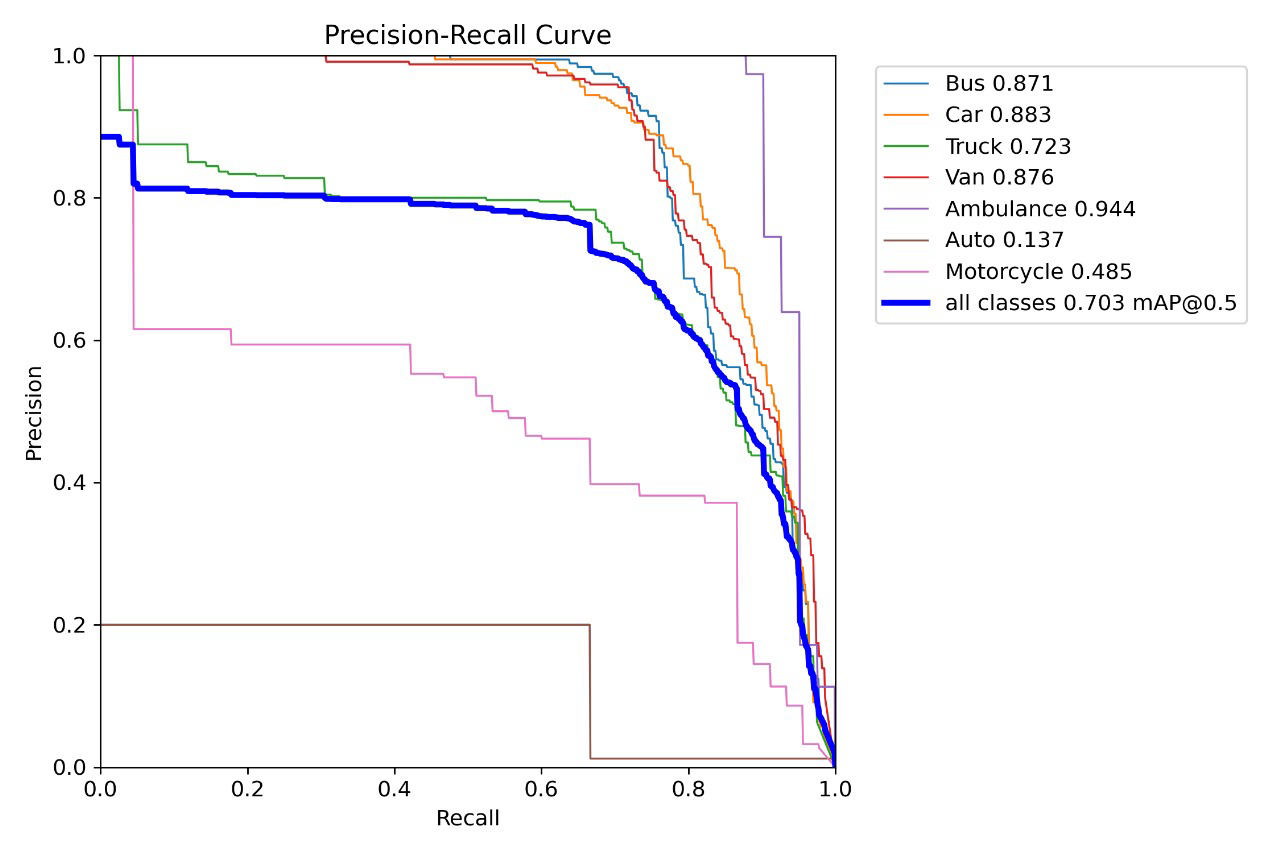 Precision-Recall Curve
1.0
0.8
0.6
0.4
0.2
0.0
Precision
0.0 0.2 0.4 0.6 0.8 1.0
Recall
Bus 0.871
Car 0.883
Truck 0.723
Van 0.876
Ambulance 0.944
Auto 0.137
Motorcycle 0.485
all classes 0.703 mAP@0.5